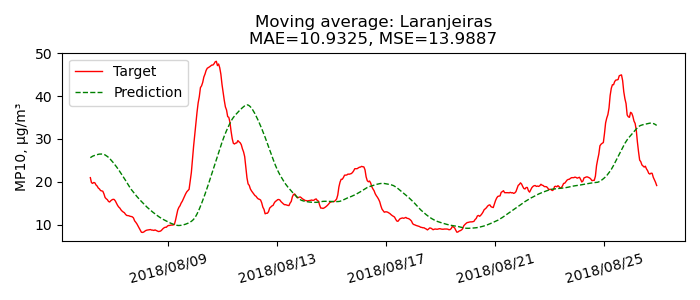 Moving average: Laranjeiras
MAE=10.9325, MSE=13.9887
MP10, µg/m³
50
40
30
20
10
Target
Prediction
2018/08/09
2018/08/13
2018/08/17
2018/08/21
2018/08/25